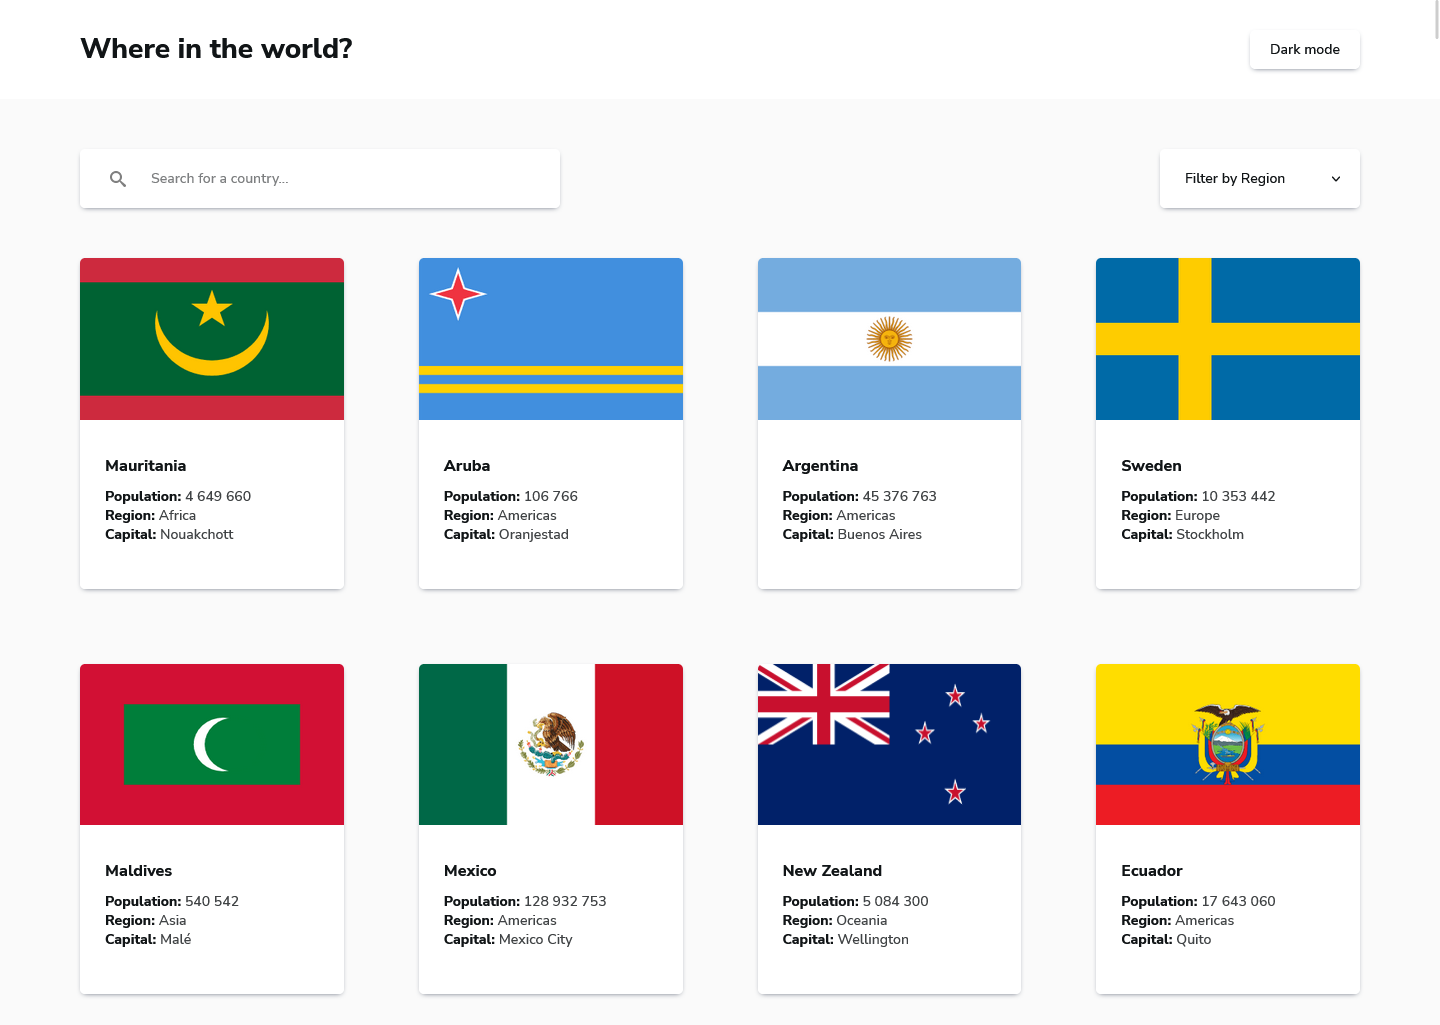 Where in the world?
Dark mode
Search for a country...
Filter by Region
Mauritania
Population: 4 649 660
Region: Africa
Capital: Nouakchott
Aruba
Population: 106 766
Region: Americas
Capital: Oranjestad
Argentina
Population: 45 376 763
Region: Americas
Capital: Buenos Aires
Sweden
Population: 10 353 442
Region: Europe
Capital: Stockholm
Maldives
Population: 540 542
Region: Asia
Capital: Malé
Mexico
Population: 128 932 753
Region: Americas
Capital: Mexico City
New Zealand
Population: 5 084 300
Region: Oceania
Capital: Wellington
Ecuador
Population: 17 643 060
Region: Americas
Capital: Quito